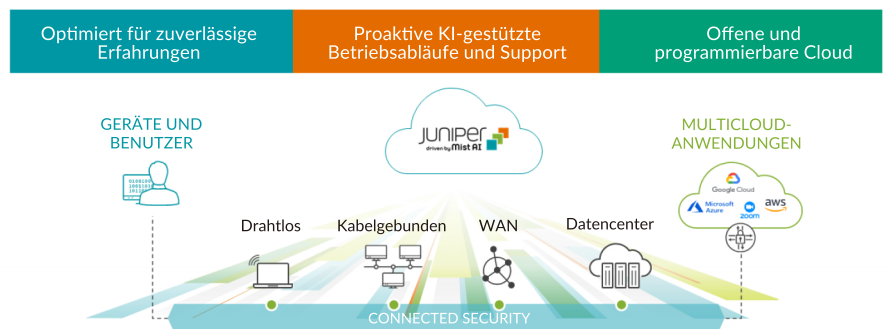 Optimiert für zuverlässige
Erfahrungen
Proaktive KI-gestützte
Betriebsabläufe und Support
Offene und
programmierbare Cloud
GERÄTE UND
BENUTZER
JUNIPer
driven by Mist AI
MULTICLOUD-
ANWENDUNGEN
Google Cloud
Microsoft
Azure
zoom
aws
Drahtlos
Kabelgebunden
WAN
Datencenter
CONNECTED SECURITY